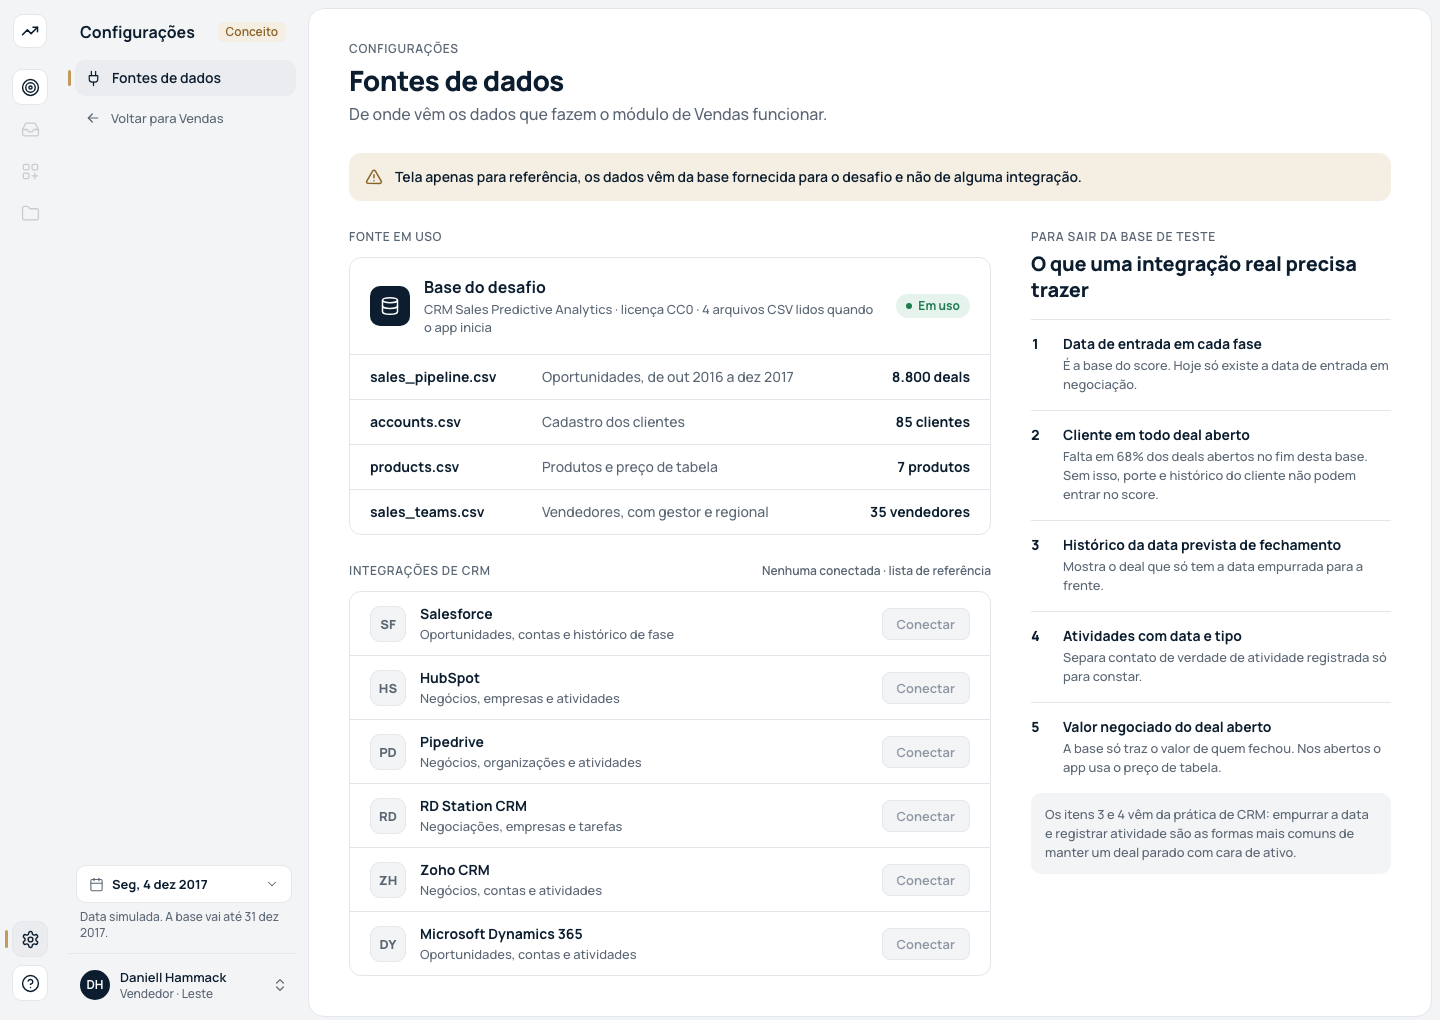 Configurações
Conceito
Fontes de dados
Voltar para Vendas
Seg, 4 dez 2017
Data simulada. A base vai até 31 dez
2017.
DH
Daniell Hammack
Vendedor · Leste
CONFIGURAÇÕES
Fontes de dados
De onde vêm os dados que fazem o módulo de Vendas funcionar.
Tela apenas para referência, os dados vêm da base fornecida para o desafio e não de alguma integração.
FONTE EM USO
Base do desafio
CRM Sales Predictive Analytics · licença CC0 · 4 arquivos CSV lidos quando
o app inicia
Em uso
sales_pipeline.csv Oportunidades, de out 2016 a dez 2017 8.800 deals
accounts.csv Cadastro dos clientes 85 clientes
products.csv Produtos e preço de tabela 7 produtos
sales_teams.csv Vendedores, com gestor e regional 35 vendedores
INTEGRAÇÕES DE CRM
Nenhuma conectada · lista de referência
SF
Salesforce
Oportunidades, contas e histórico de fase
Conectar
HS
HubSpot
Negócios, empresas e atividades
Conectar
PD
Pipedrive
Negócios, organizações e atividades
Conectar
RD
RD Station CRM
Negociações, empresas e tarefas
Conectar
ZH
Zoho CRM
Negócios, contas e atividades
Conectar
DY
Microsoft Dynamics 365
Oportunidades, contas e atividades
Conectar
PARA SAIR DA BASE DE TESTE
O que uma integração real precisa
trazer
1 Data de entrada em cada fase
É a base do score. Hoje só existe a data de entrada em
negociação.
2 Cliente em todo deal aberto
Falta em 68% dos deals abertos no fim desta base.
Sem isso, porte e histórico do cliente não podem
entrar no score.
3 Histórico da data prevista de fechamento
Mostra o deal que só tem a data empurrada para a
frente.
4 Atividades com data e tipo
Separa contato de verdade de atividade registrada só
para constar.
5 Valor negociado do deal aberto
A base só traz o valor de quem fechou. Nos abertos o
app usa o preço de tabela.
Os itens 3 e 4 vêm da prática de CRM: empurrar a data
e registrar atividade são as formas mais comuns de
manter um deal parado com cara de ativo.